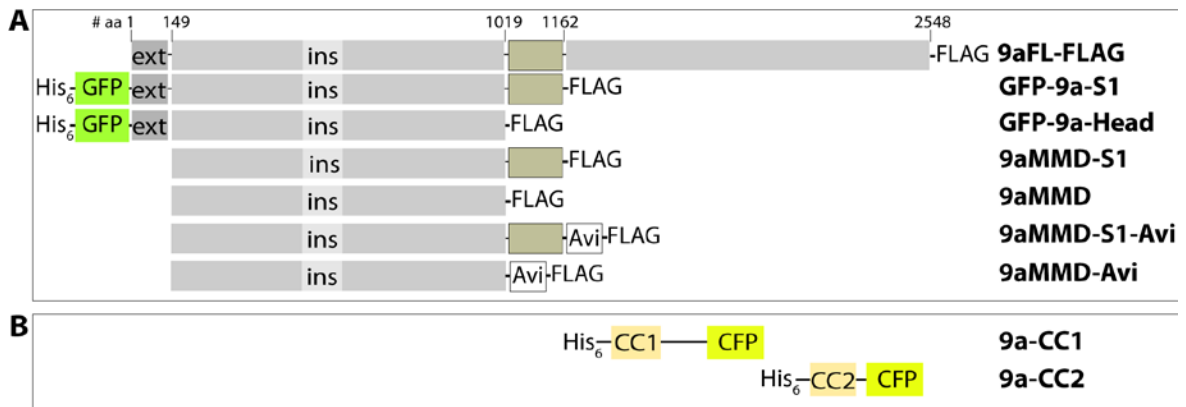 A
# aa 1 149 1019 1162 2548
ext ins -FLAG 9aFL-FLAG
His6- GFP -ext ins -FLAG GFP-9a-S1
His6- GFP -ext ins -FLAG GFP-9a-Head
ins -FLAG 9aMMD-S1
ins -FLAG 9aMMD
ins Avi -FLAG 9aMMD-S1-Avi
ins Avi -FLAG 9aMMD-Avi
B
His6 CC1 CFP 9a-CC1
His6 CC2 CFP 9a-CC2